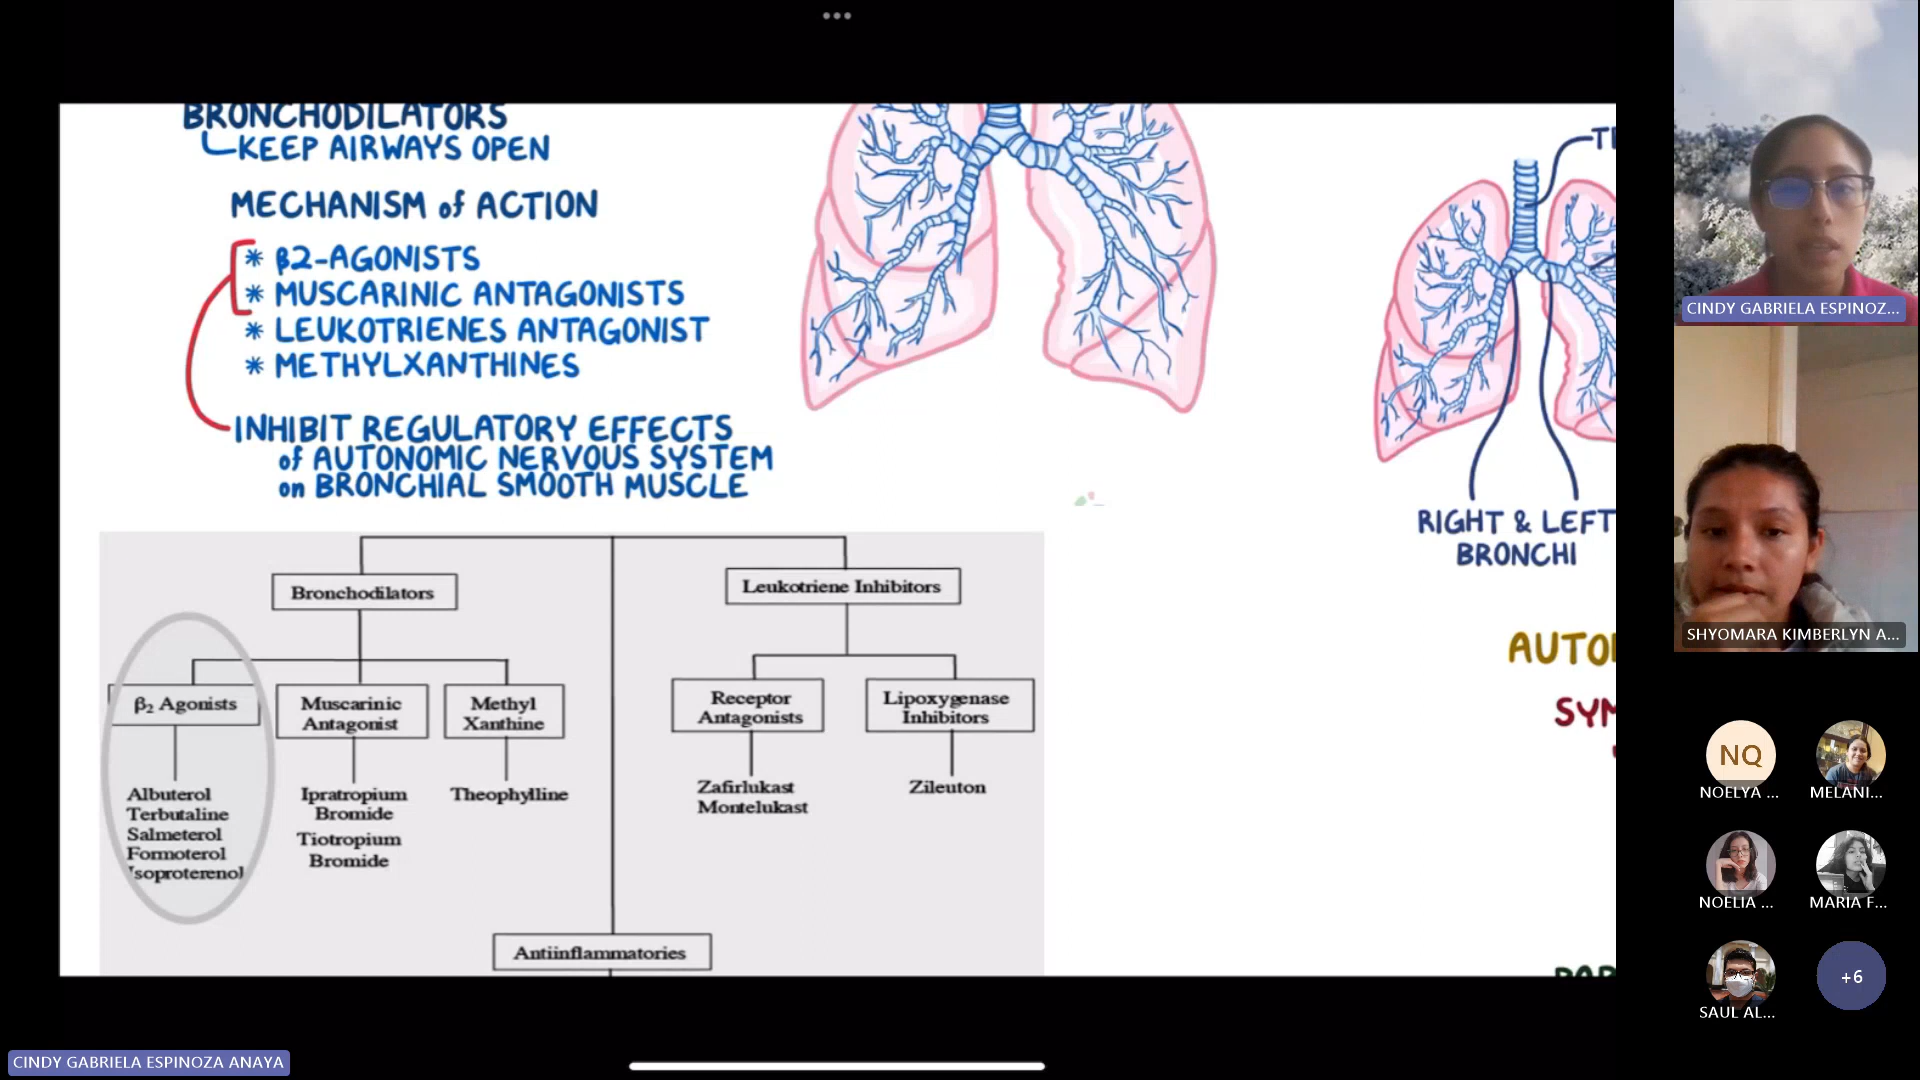 BRONCHODILATORS
KEEP AIRWAYS OPEN
MECHANISM of ACTION
* β2-AGONISTS
* MUSCARINIC ANTAGONISTS
* LEUKOTRIENES ANTAGONIST
* METHYLXANTHINES
INHIBIT REGULATORY EFFECTS
of AUTONOMIC NERVOUS SYSTEM
on BRONCHIAL SMOOTH MUSCLE
RIGHT & LEFT
BRONCHI
Bronchodilators
Leukotriene Inhibitors
β2 Agonists
Muscarinic
Antagonist
Methyl
Xanthine
Receptor
Antagonists
Lipoxygenase
Inhibitors
Albuterol
Terbutaline
Salmeterol
Formoterol
Isoproterenol
Ipratropium
Bromide
Tiotropium
Bromide
Theophylline
Zafirlukast
Montelukast
Zileuton
Antiinflammatories
CINDY GABRIELA ESPINOZ...
SHYOMARA KIMBERLYN A...
NQ
NOELYA ...
MELANI...
NOELIA ...
MARIA F...
SAUL AL...
+6
CINDY GABRIELA ESPINOZA ANAYA